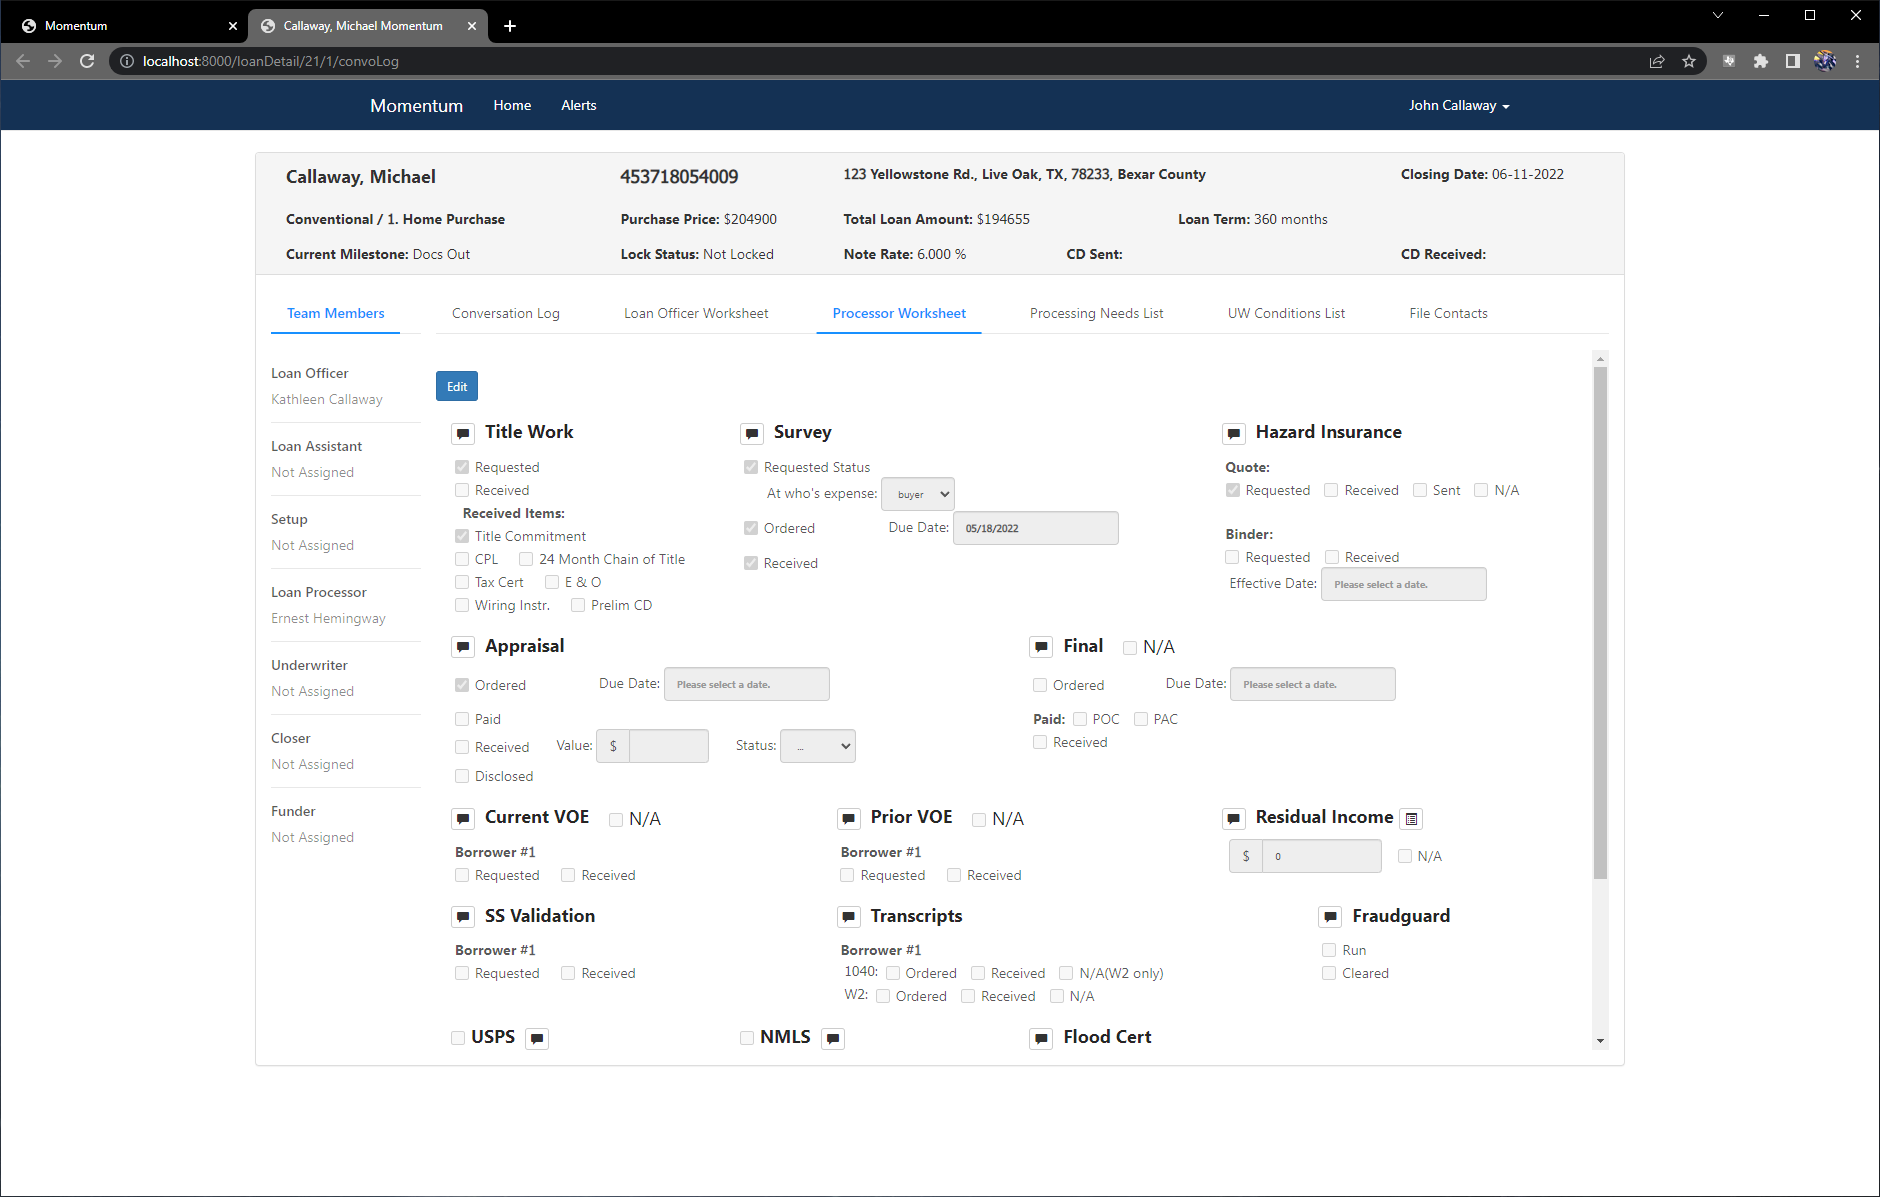 Momentum
Callaway, Michael Momentum
localhost:8000/loanDetail/21/1/convoLog
Momentum Home Alerts John Callaway
Callaway, Michael 453718054009 123 Yellowstone Rd., Live Oak, TX, 78233, Bexar County Closing Date: 06-11-2022
Conventional / 1. Home Purchase Purchase Price: $204900 Total Loan Amount: $194655 Loan Term: 360 months
Current Milestone: Docs Out Lock Status: Not Locked Note Rate: 6.000 % CD Sent: CD Received:
Team Members Conversation Log Loan Officer Worksheet Processor Worksheet Processing Needs List UW Conditions List File Contacts
Loan Officer
Kathleen Callaway
Loan Assistant
Not Assigned
Setup
Not Assigned
Loan Processor
Ernest Hemingway
Underwriter
Not Assigned
Closer
Not Assigned
Funder
Not Assigned
Edit
Title Work
Requested
Received
Received Items:
Title Commitment
CPL 24 Month Chain of Title
Tax Cert E & O
Wiring Instr. Prelim CD
Survey
Requested Status
At who's expense: buyer
Ordered Due Date: 05/18/2022
Received
Hazard Insurance
Quote:
Requested Received Sent N/A
Binder:
Requested Received
Effective Date: Please select a date.
Appraisal
Ordered Due Date: Please select a date.
Paid
Received Value: $ Status: ...
Disclosed
Final N/A
Ordered Due Date: Please select a date.
Paid: POC PAC
Received
Current VOE N/A
Borrower #1
Requested Received
Prior VOE N/A
Borrower #1
Requested Received
Residual Income
$ 0 N/A
SS Validation
Borrower #1
Requested Received
Transcripts
Borrower #1
1040: Ordered Received N/A(W2 only)
W2: Ordered Received N/A
Fraudguard
Run
Cleared
USPS NMLS Flood Cert